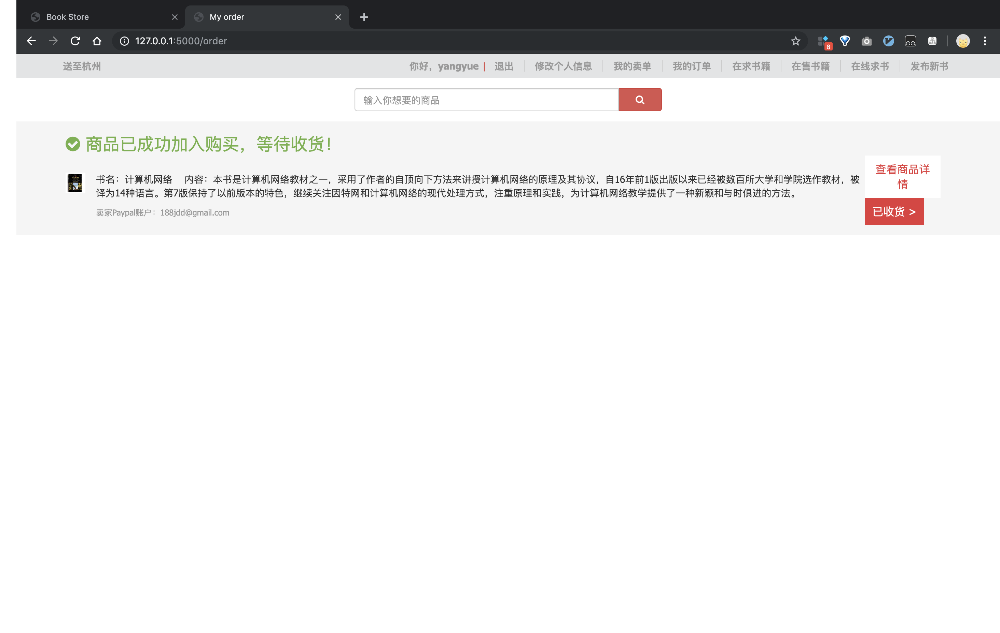 Book Store
My order
127.0.0.1:5000/order
8
送至杭州
你好，yangyue
退出
修改个人信息
我的卖单
我的订单
在求书籍
在售书籍
在线求书
发布新书
输入你想要的商品
商品已成功加入购买，等待收货！
书名：计算机网络 内容：本书是计算机网络教材之一，采用了作者的自顶向下方法来讲授计算机网络的原理及其协议，自16年前1版出版以来已经被数百所大学和学院选作教材，被
译为14种语言。第7版保持了以前版本的特色，继续关注因特网和计算机网络的现代处理方式，注重原理和实践，为计算机网络教学提供了一种新颖和与时俱进的方法。
卖家Paypal账户：188jdd@gmail.com
查看商品详
情
已收货 >